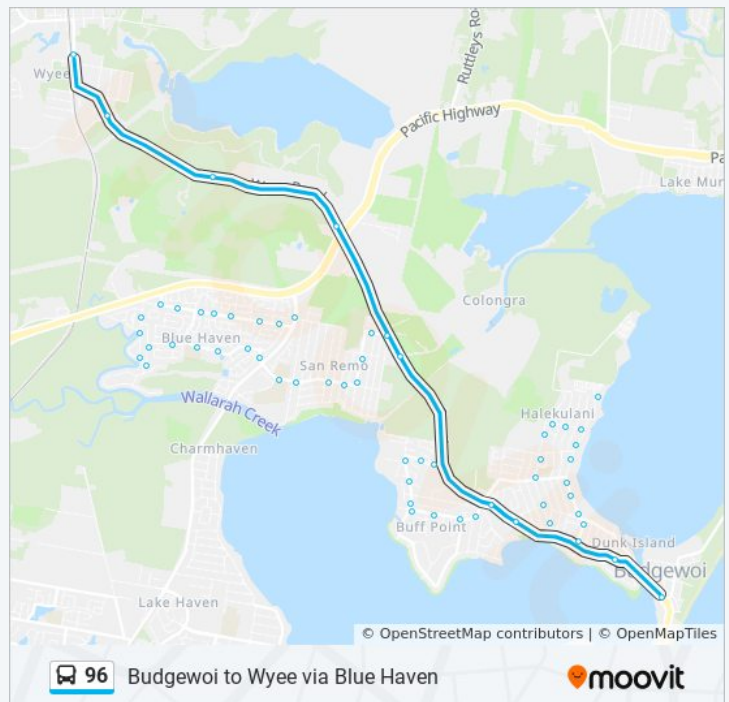 Wyee
Ruttleys Ro
Pacific Highway
Pa
Lake Mur
Colongra
Blue Haven
San Remo
Wallarah Creek
Halekulani
Charmhaven
Buff Point
Dunk Island
Budgewoi
Lake Haven
© OpenStreetMap contributors | © OpenMapTiles
96 Budgewoi to Wyee via Blue Haven
moovit